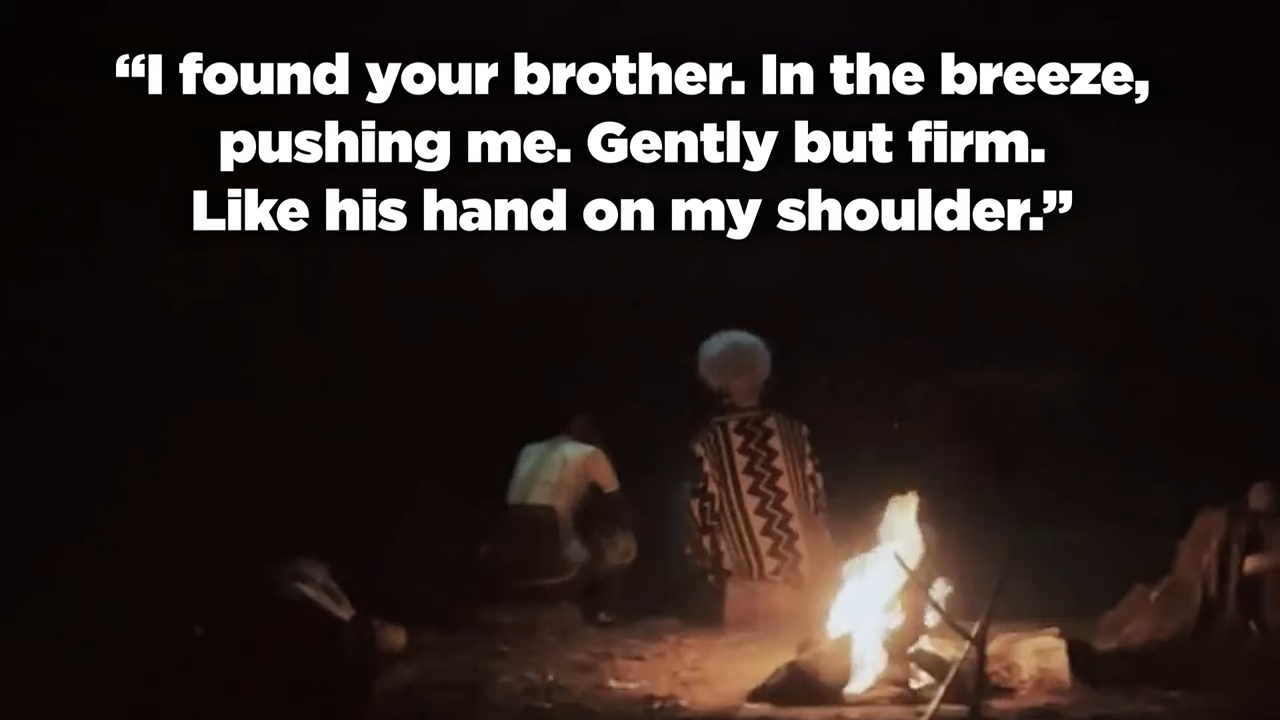 “I found your brother. In the breeze,
pushing me. Gently but firm.
Like his hand on my shoulder.”